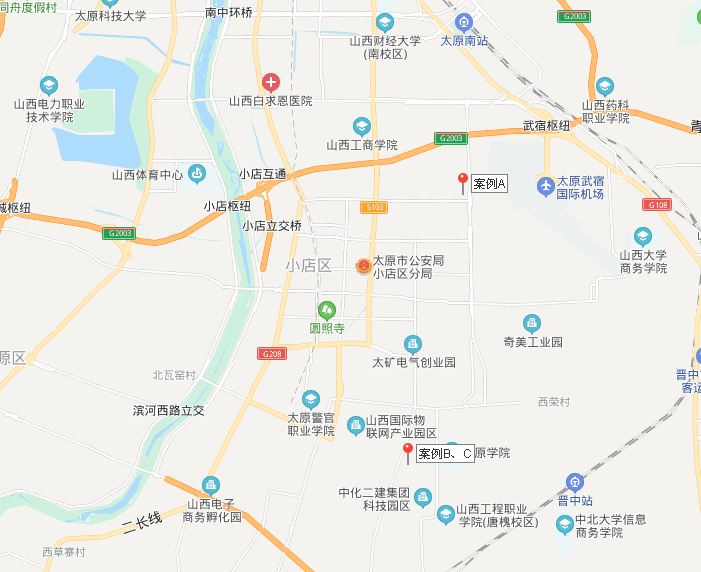 同舟度假村
太原科技大学
南中环桥
山西财经大学
(南校区)
太原南站
G2003
山西电力职业
技术学院
山西白求恩医院
山西药科
职业学院
山西工商学院
G2003
武宿枢纽
青
山西体育中心
小店互通
案例A
太原武宿
国际机场
城枢纽
小店枢纽
S103
G108
小店立交桥
G2003
山西大学
商务学院
小店区
太原市公安局
小店区分局
圆照寺
奇美工业园
原区
G208
太矿电气创业园
晋中
客运
北瓦窑村
滨河西路立交
太原警官
职业学院
山西国际物
联网产业园区
西荣村
案例B、C
原学院
山西电子
商务孵化园
中化二建集团
科技园区
晋中站
二长线
山西工程职业
学院(唐槐校区)
中北大学信息
商务学院
西草寨村